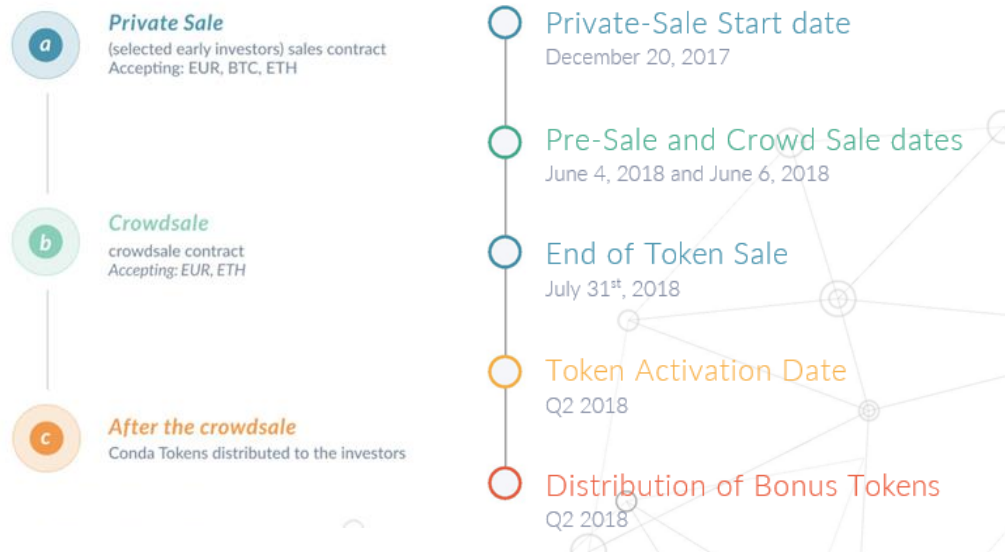 a
Private Sale
(selected early investors) sales contract
Accepting: EUR, BTC, ETH
b
Crowdsale
crowdsale contract
Accepting: EUR, ETH
c
After the crowdsale
Conda Tokens distributed to the investors
Private-Sale Start date
December 20, 2017
Pre-Sale and Crowd Sale dates
June 4, 2018 and June 6, 2018
End of Token Sale
July 31st, 2018
Token Activation Date
Q2 2018
Distribution of Bonus Tokens
Q2 2018